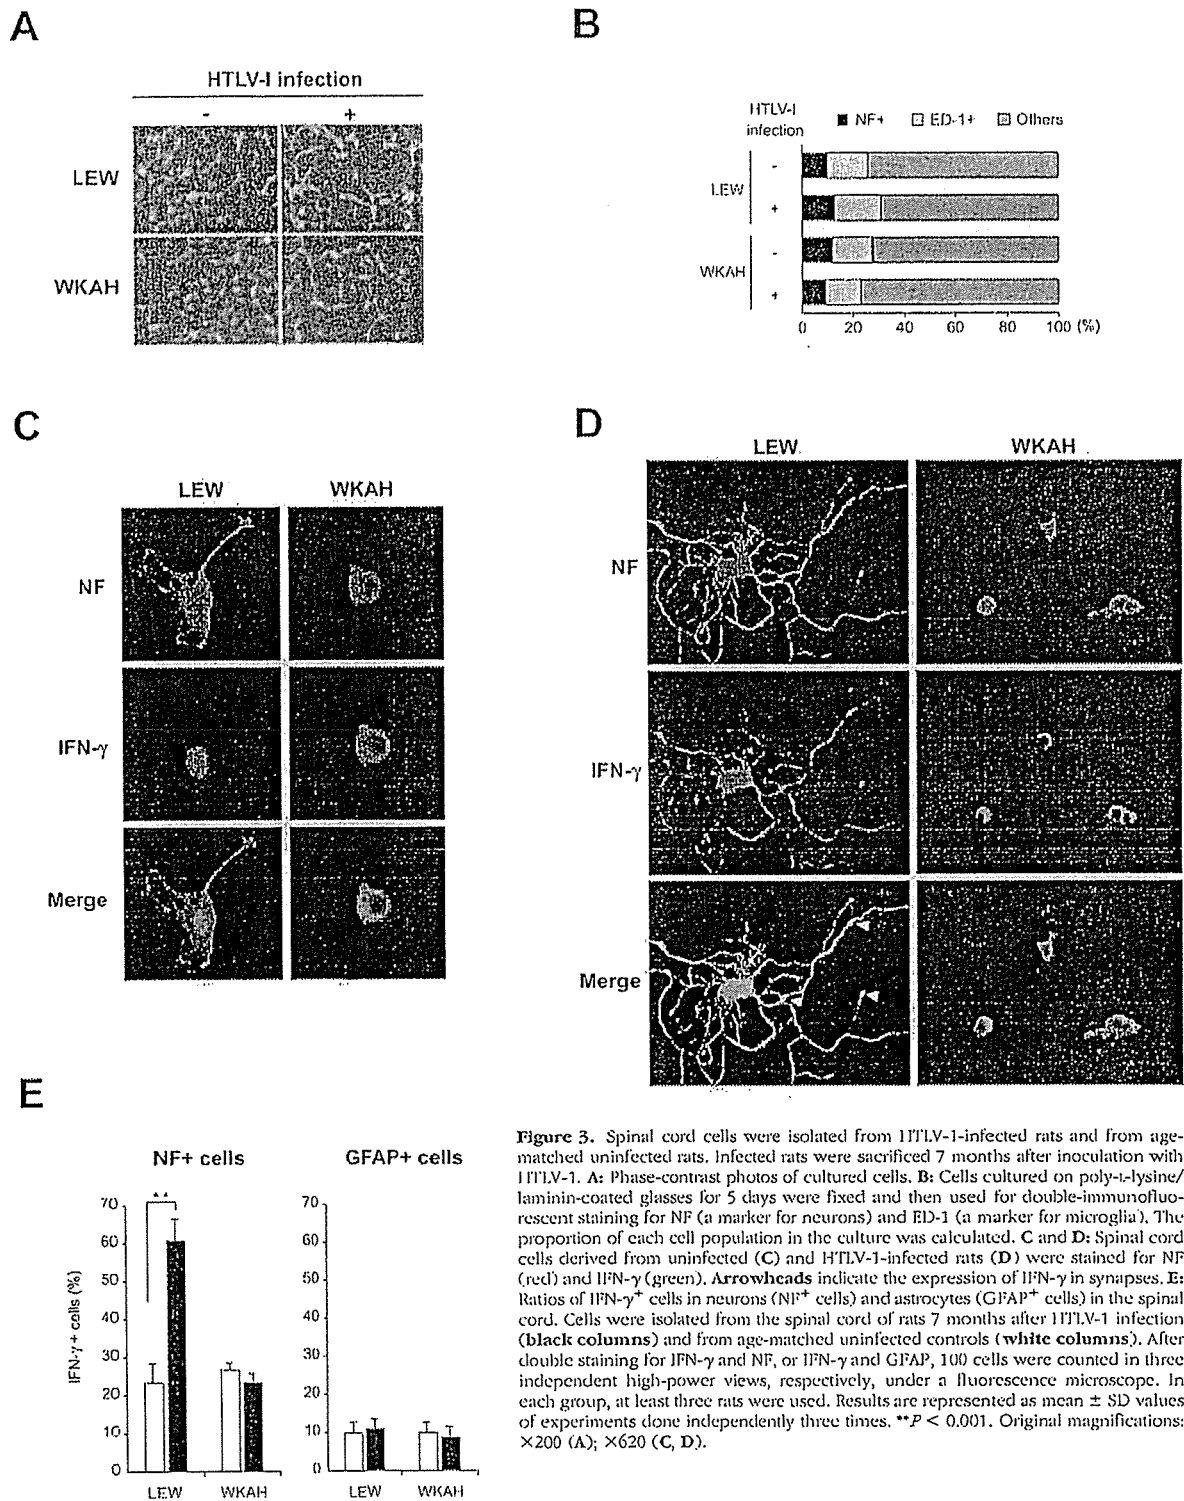 A
HTLV-I infection
- +
LEW
WKAH
B
HTLV-I
infection
NF+ ED-1+ Others
LEW
-
+
WKAH
-
+
0 20 40 60 80 100 (%)
C
LEW WKAH
NF
IFN-γ
Merge
D
LEW WKAH
NF
IFN-γ
Merge
E
NF+ cells
IFN-γ+ cells (%)
**
70
60
50
40
30
20
10
0
LEW WKAH
GFAP+ cells
70
60
50
40
30
20
10
0
LEW WKAH
Figure 3. Spinal cord cells were isolated from HTLV-1-infected rats and from age-
matched uninfected rats. Infected rats were sacrificed 7 months after inoculation with
HTLV-1. A: Phase-contrast photos of cultured cells. B: Cells cultured on poly-L-lysine/
laminin-coated glasses for 5 days were fixed and then used for double-immunofluo-
rescent staining for NF (a marker for neurons) and ED-1 (a marker for microglia). The
proportion of each cell population in the culture was calculated. C and D: Spinal cord
cells derived from uninfected (C) and HTLV-1-infected rats (D) were stained for NF
(red) and IFN-γ (green). Arrowheads indicate the expression of IFN-γ in synapses. E:
Ratios of IFN-γ+ cells in neurons (NF+ cells) and astrocytes (GFAP+ cells) in the spinal
cord. Cells were isolated from the spinal cord of rats 7 months after HTLV-1 infection
(black columns) and from age-matched uninfected controls (white columns). After
double staining for IFN-γ and NF, or IFN-γ and GFAP, 100 cells were counted in three
independent high-power views, respectively, under a fluorescence microscope. In
each group, at least three rats were used. Results are represented as mean ± SD values
of experiments done independently three times. **P < 0.001. Original magnifications:
×200 (A); ×620 (C, D).